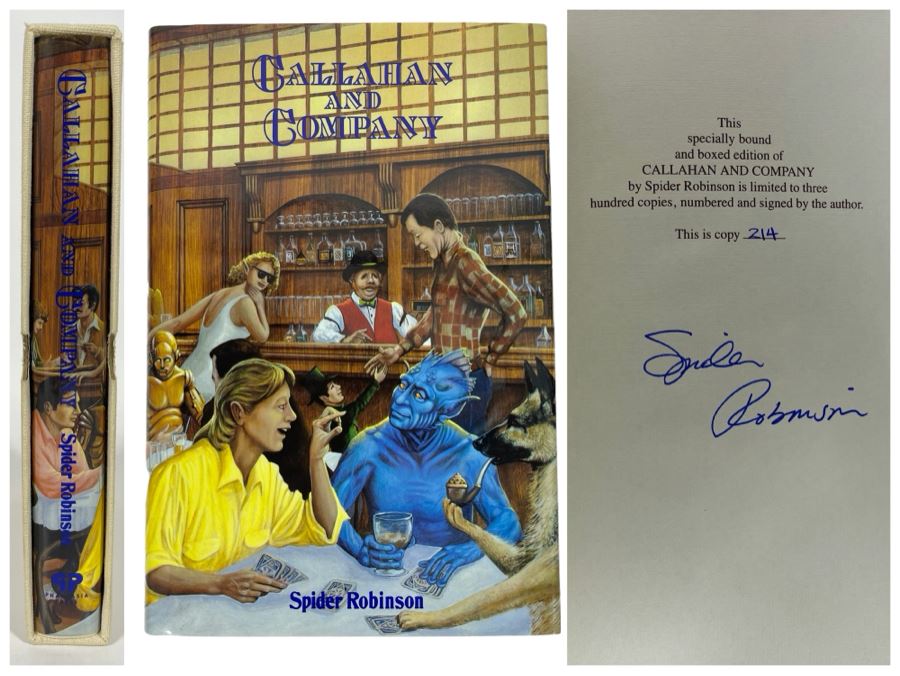 CALLAHAN AND COMPANY
Spider Robinson
PHANTASIA
CALLAHAN
AND
COMPANY
Spider Robinson
This
specially bound
and boxed edition of
CALLAHAN AND COMPANY
by Spider Robinson is limited to three
hundred copies, numbered and signed by the author.
This is copy 214
Spider
Robinson